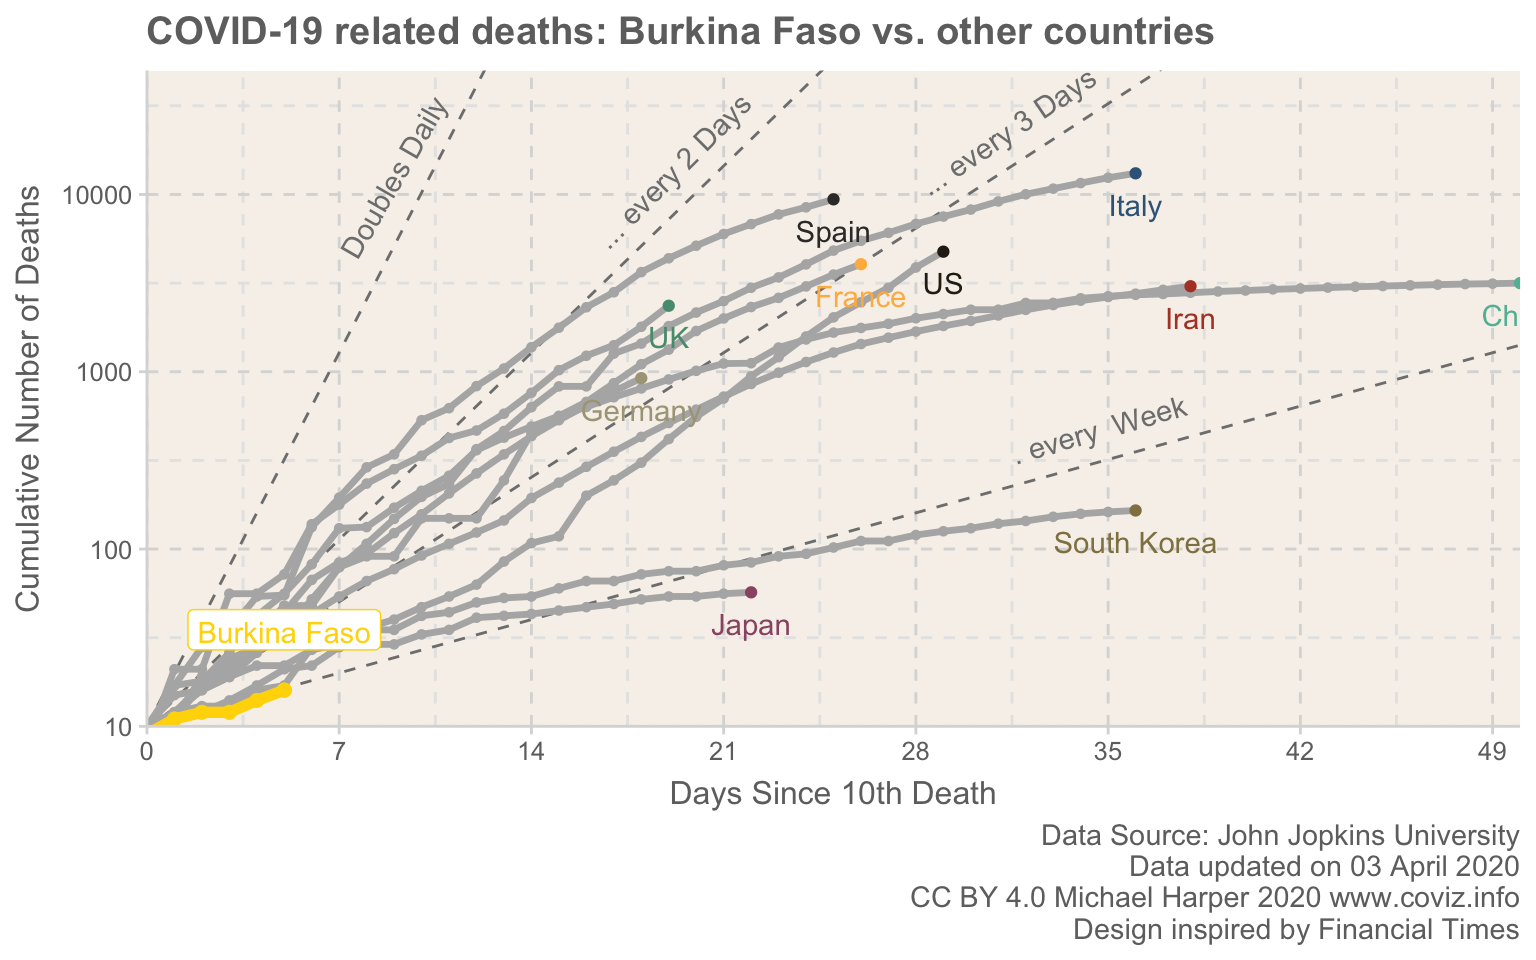 COVID-19 related deaths: Burkina Faso vs. other countries
Cumulative Number of Deaths
10000
1000
100
10
Doubles Daily
... every 2 Days
... every 3 Days
. every Week
Spain
Italy
France
US
UK
Iran
Ch
Germany
South Korea
Japan
Burkina Faso
0 7 14 21 28 35 42 49
Days Since 10th Death
Data Source: John Jopkins University
Data updated on 03 April 2020
CC BY 4.0 Michael Harper 2020 www.coviz.info
Design inspired by Financial Times